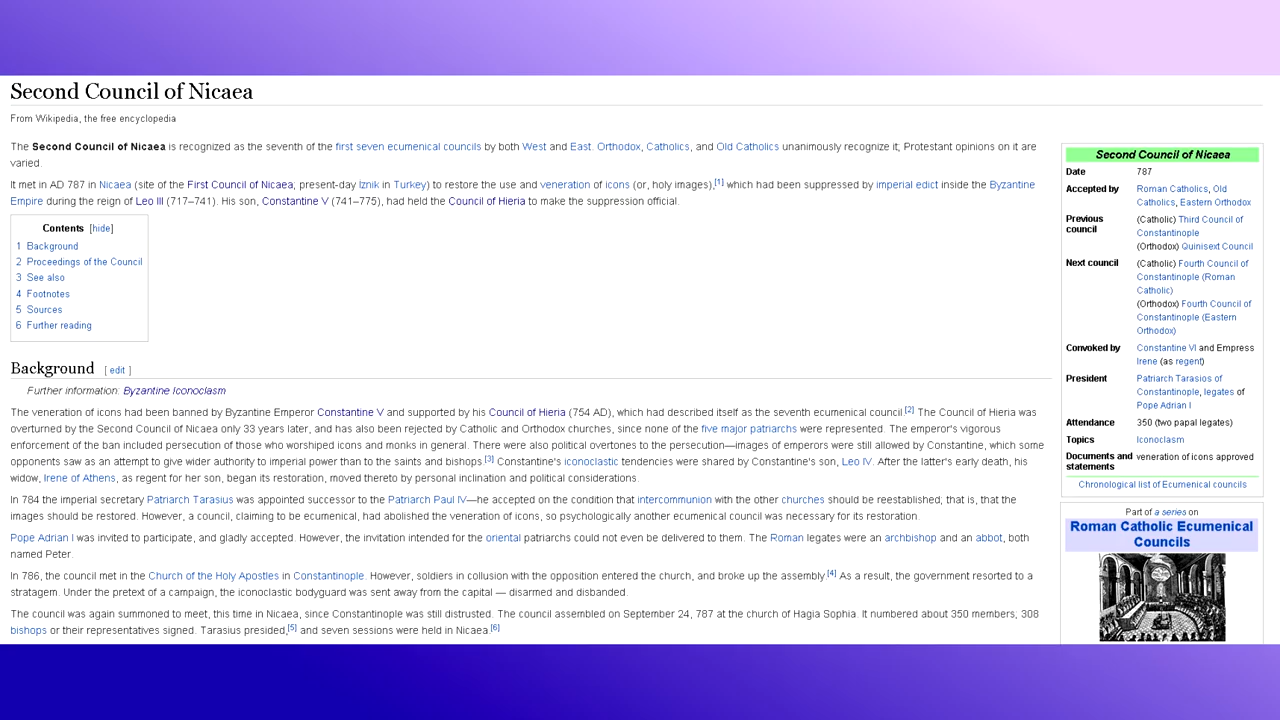 Second Council of Nicaea
From Wikipedia, the free encyclopedia
The Second Council of Nicaea is recognized as the seventh of the first seven ecumenical councils by both West and East. Orthodox, Catholics, and Old Catholics unanimously recognize it; Protestant opinions on it are
varied.
It met in AD 787 in Nicaea (site of the First Council of Nicaea, present-day Iznik in Turkey) to restore the use and veneration of icons (or, holy images),[1] which had been suppressed by imperial edict inside the Byzantine
Empire during the reign of Leo III (717–741). His son, Constantine V (741–775), had held the Council of Hieria to make the suppression official.
Contents [hide]
1 Background
2 Proceedings of the Council
3 See also
4 Footnotes
5 Sources
6 Further reading
Background [ edit ]
Further information: Byzantine Iconoclasm
The veneration of icons had been banned by Byzantine Emperor Constantine V and supported by his Council of Hieria (754 AD), which had described itself as the seventh ecumenical council.[2] The Council of Hieria was
overturned by the Second Council of Nicaea only 33 years later, and has also been rejected by Catholic and Orthodox churches, since none of the five major patriarchs were represented. The emperor's vigorous
enforcement of the ban included persecution of those who worshiped icons and monks in general. There were also political overtones to the persecution—images of emperors were still allowed by Constantine, which some
opponents saw as an attempt to give wider authority to imperial power than to the saints and bishops.[3] Constantine's iconoclastic tendencies were shared by Constantine's son, Leo IV. After the latter's early death, his
widow, Irene of Athens, as regent for her son, began its restoration, moved thereto by personal inclination and political considerations.
In 784 the imperial secretary Patriarch Tarasius was appointed successor to the Patriarch Paul IV—he accepted on the condition that intercommunion with the other churches should be reestablished; that is, that the
images should be restored. However, a council, claiming to be ecumenical, had abolished the veneration of icons, so psychologically another ecumenical council was necessary for its restoration.
Pope Adrian I was invited to participate, and gladly accepted. However, the invitation intended for the oriental patriarchs could not even be delivered to them. The Roman legates were an archbishop and an abbot, both
named Peter.
In 786, the council met in the Church of the Holy Apostles in Constantinople. However, soldiers in collusion with the opposition entered the church, and broke up the assembly.[4] As a result, the government resorted to a
stratagem. Under the pretext of a campaign, the iconoclastic bodyguard was sent away from the capital — disarmed and disbanded.
The council was again summoned to meet, this time in Nicaea, since Constantinople was still distrusted. The council assembled on September 24, 787 at the church of Hagia Sophia. It numbered about 350 members; 308
bishops or their representatives signed. Tarasius presided,[5] and seven sessions were held in Nicaea.[6]
Second Council of Nicaea
Date 787
Accepted by Roman Catholics, Old
Catholics, Eastern Orthodox
Previous (Catholic) Third Council of
council Constantinople
(Orthodox) Quinisext Council
Next council (Catholic) Fourth Council of
Constantinople (Roman
Catholic)
(Orthodox) Fourth Council of
Constantinople (Eastern
Orthodox)
Convoked by Constantine VI and Empress
Irene (as regent)
President Patriarch Tarasios of
Constantinople, legates of
Pope Adrian I
Attendance 350 (two papal legates)
Topics Iconoclasm
Documents and veneration of icons approved
statements
Chronological list of Ecumenical councils
Part of a series on
Roman Catholic Ecumenical
Councils